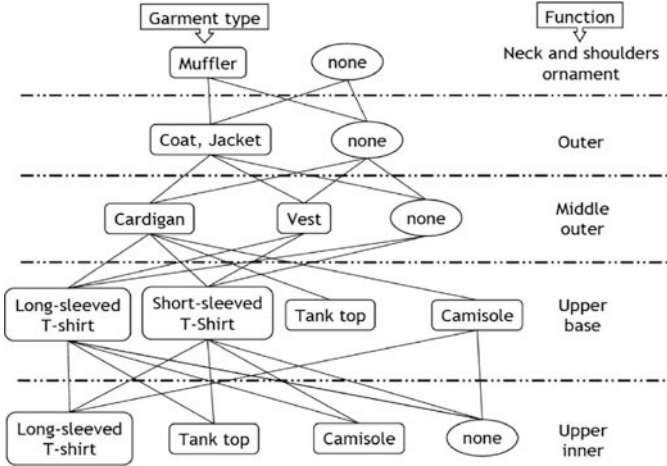 Garment type
Function
Muffler
none
Neck and shoulders
ornament
Coat, Jacket
none
Outer
Cardigan
Vest
none
Middle
outer
Long-sleeved
T-shirt
Short-sleeved
T-Shirt
Tank top
Camisole
Upper
base
Long-sleeved
T-shirt
Tank top
Camisole
none
Upper
inner